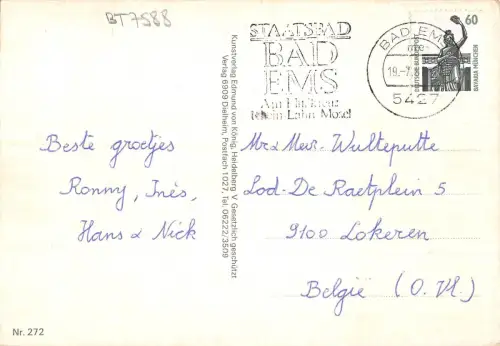 BT7588
STAATSBAD
BAD
EMS
Rhein Lahn Mosel
BAD EMS
5427
60
DEUTSCHE BUNDESPOST
BAVARIA MÜNCHEN
Beste groetjes
Ronny, Inès,
Hans & Nick
Kunstverlag Edmund von König, Heidelberg V. Gesetzlich geschützt
Verlag 6909 Dielheim, Postfach 1027, Tel. 06222/3509
Mr & Mevr. Wulteputte
Lod. De Raetplein 5
9100 Lokeren
België (O. Vl.)
Nr. 272